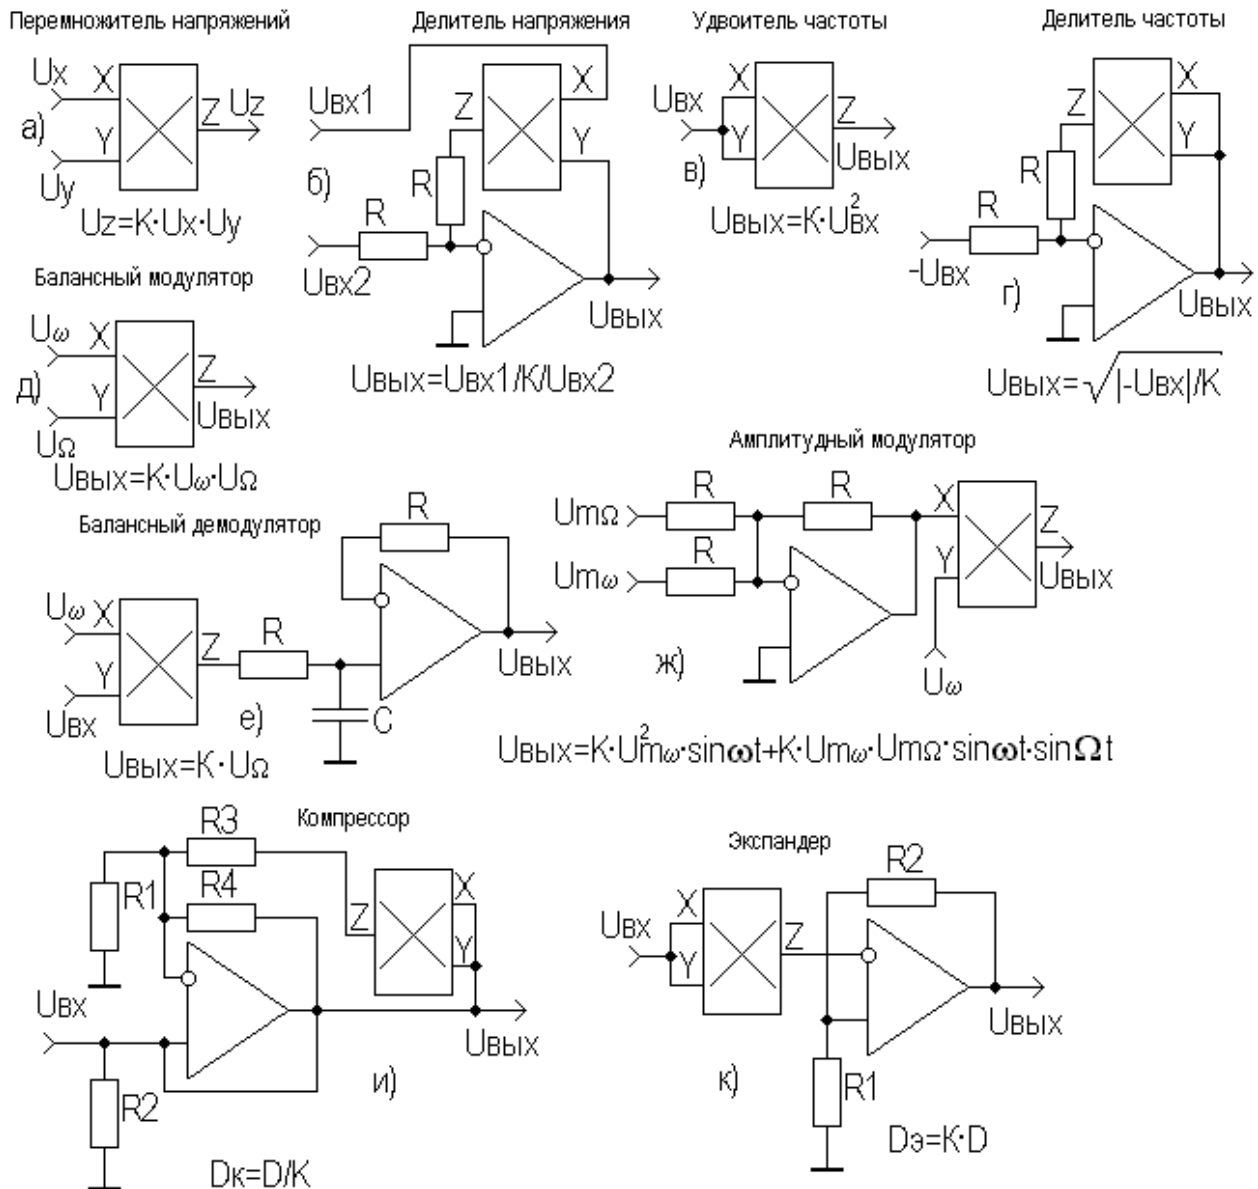 Перемножитель напряжений
Ux
X
Z
Uz
а)
Y
Uy
Uz=K·Ux·Uy
Делитель напряжения
Uвх1
Z
X
Y
б)
R
R
Uвх2
Uвых
Uвых=Uвх1/К/Uвх2
Удвоитель частоты
Uвх
X
Y
Z
в)
Uвых
Uвых=K·U²вх
Делитель частоты
Z
X
Y
R
R
-Uвх
г)
Uвых
Uвых=√|-Uвх|/K
Балансный модулятор
Uω
X
Z
д)
Y
Uвых
UΩ
Uвых=K·Uω·UΩ
Балансный демодулятор
R
Uω
X
Z
R
Y
Uвых
Uвх
е)
C
Uвых=K·UΩ
Амплитудный модулятор
UmΩ
R
R
X
Z
Umω
R
Y
Uвых
ж)
Uω
Uвых=K·U²mω·sinωt+K·Umω·UmΩ·sinωt·sinΩt
Компрессор
R3
R1
R4
X
Z
Y
Uвх
Uвых
R2
и)
Dк=D/K
Экспандер
R2
Uвх
X
Y
Z
Uвых
к)
R1
Dэ=K·D